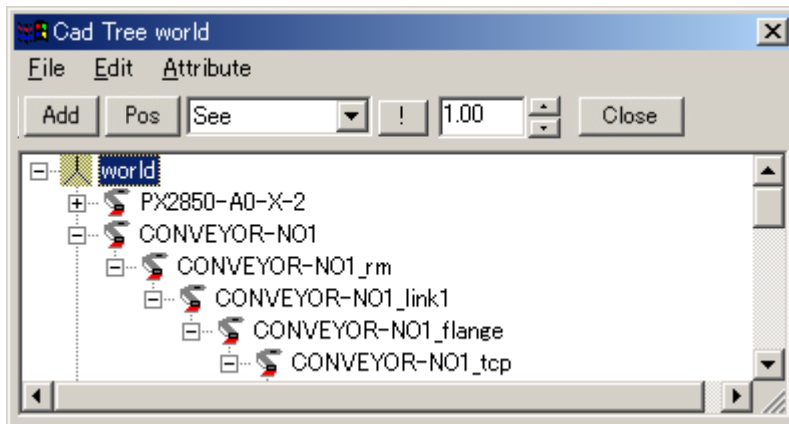 Cad Tree world
File Edit Attribute
Add Pos See ! 1.00 Close
world
PX2850-A0-X-2
CONVEYOR-NO1
CONVEYOR-NO1_rm
CONVEYOR-NO1_link1
CONVEYOR-NO1_flange
CONVEYOR-NO1_tcp